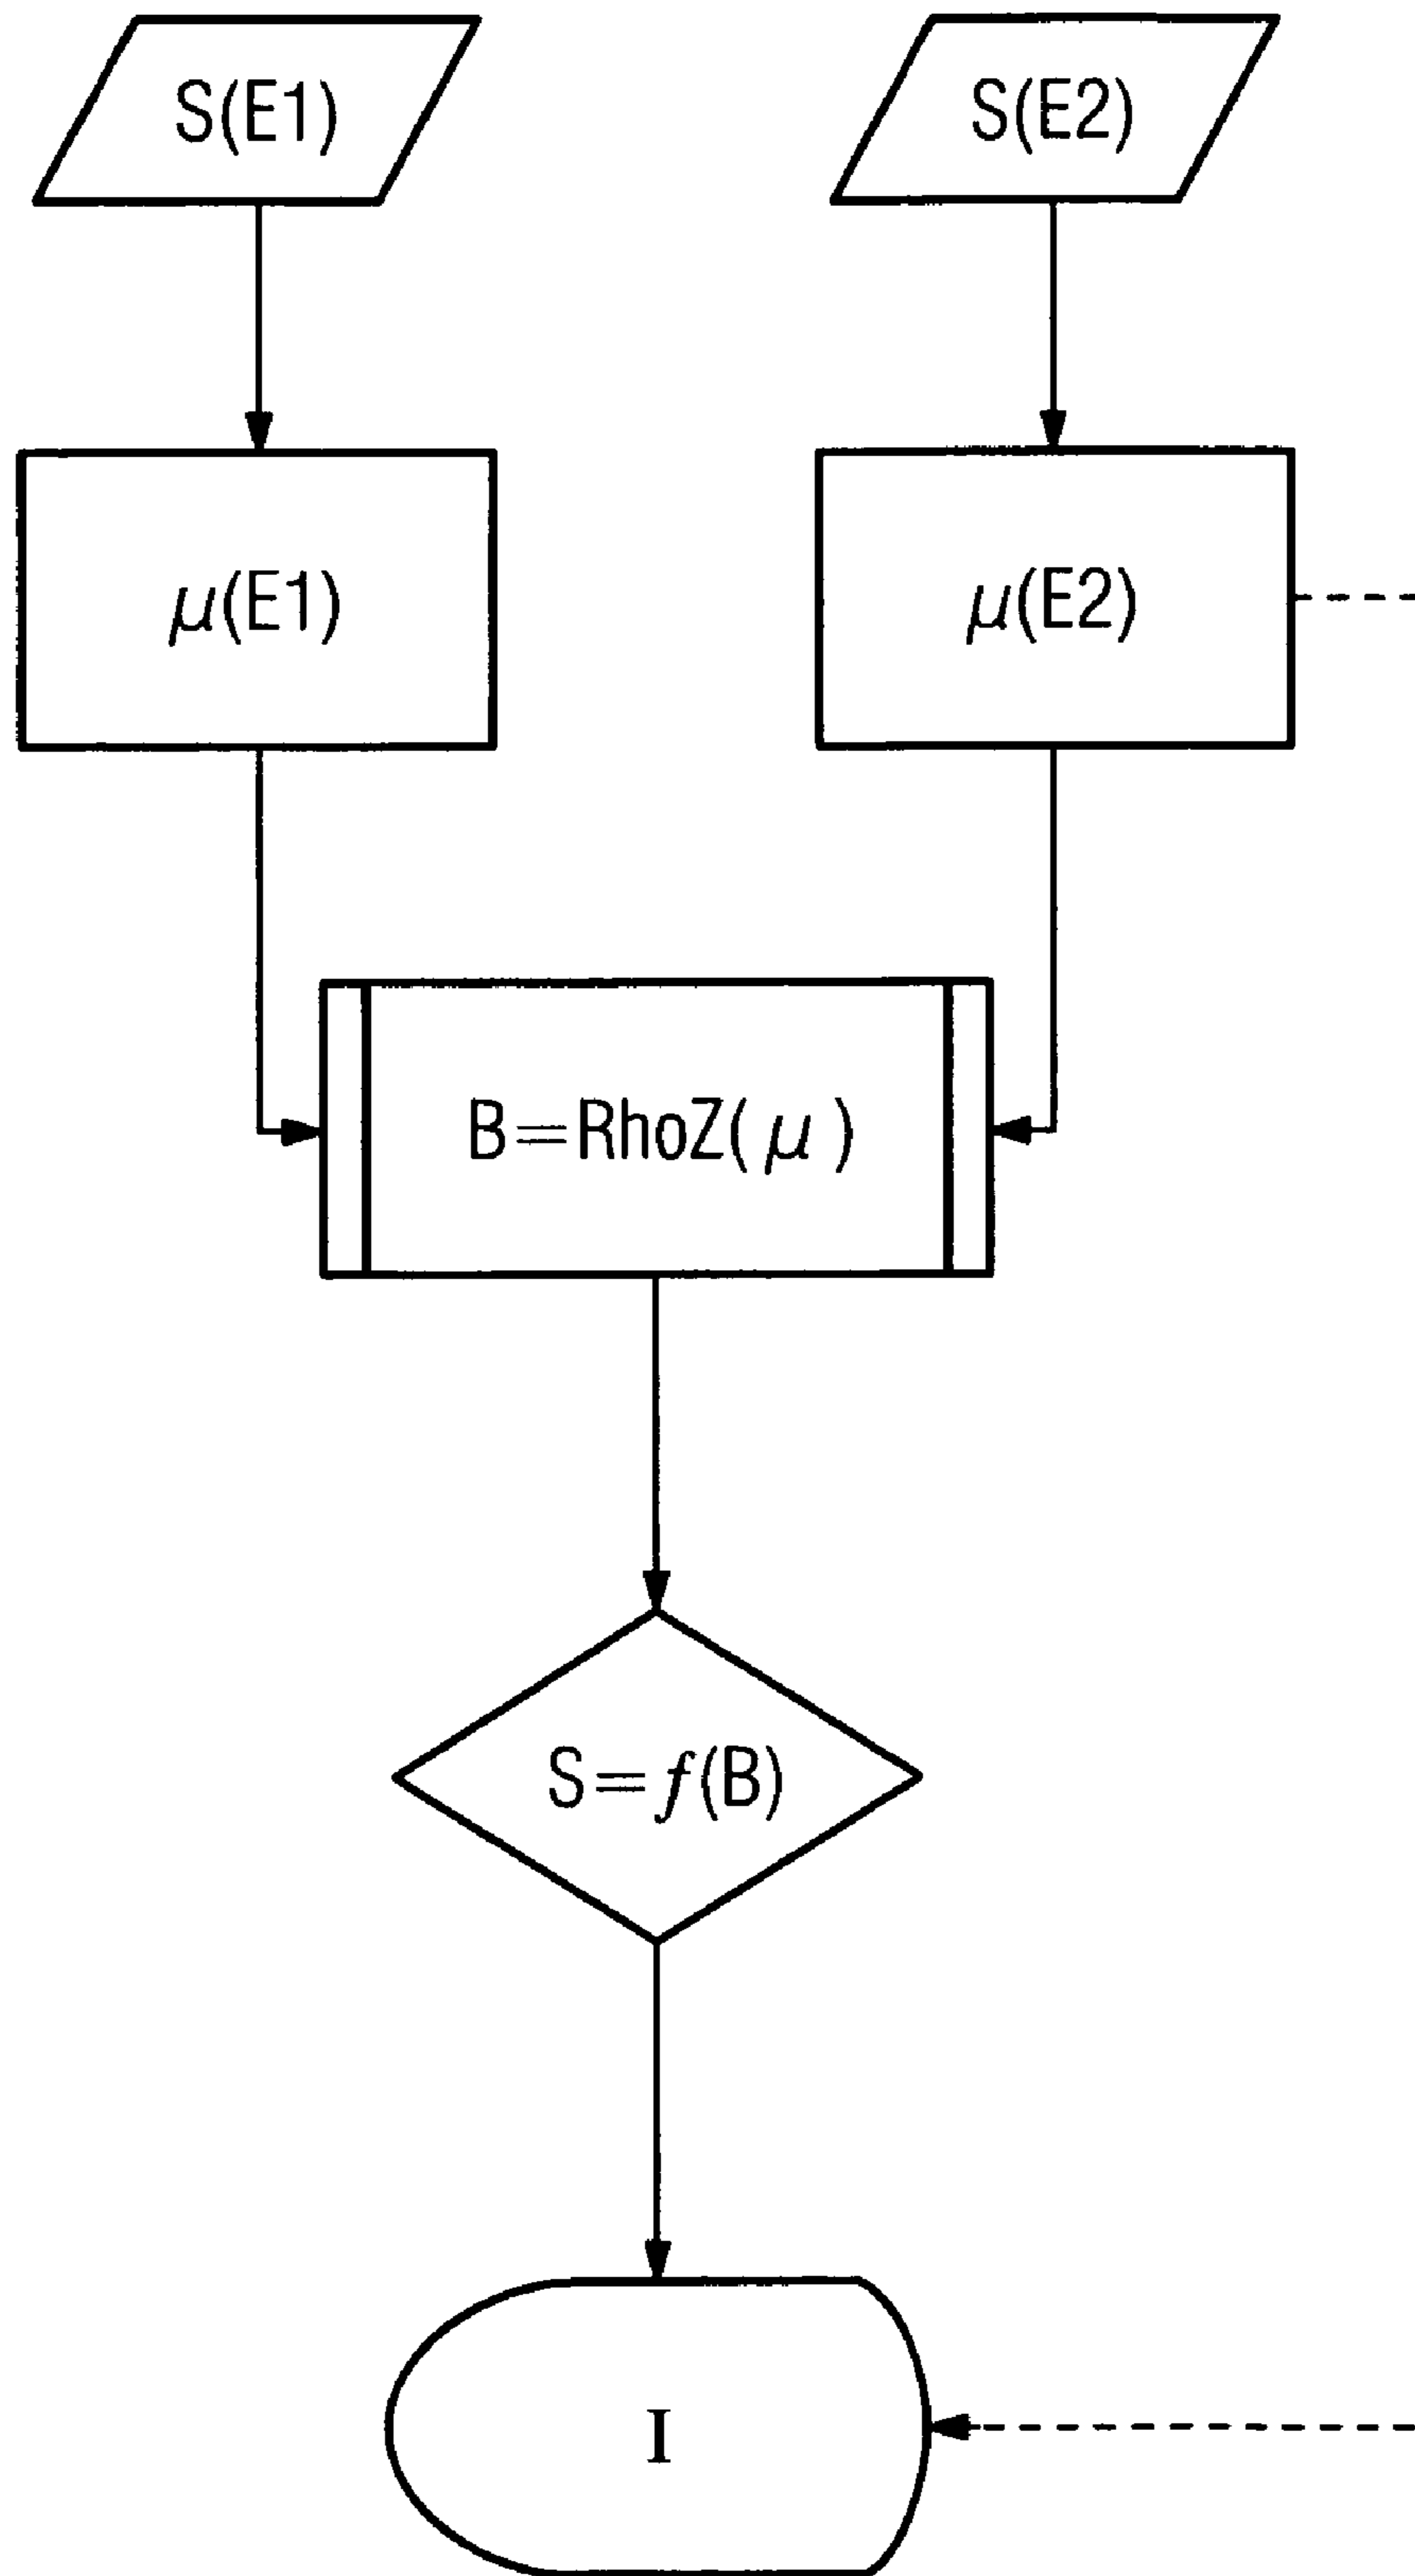 S(E1)
S(E2)
μ(E1)
μ(E2)
B=RhoZ(μ)
S=f(B)
I